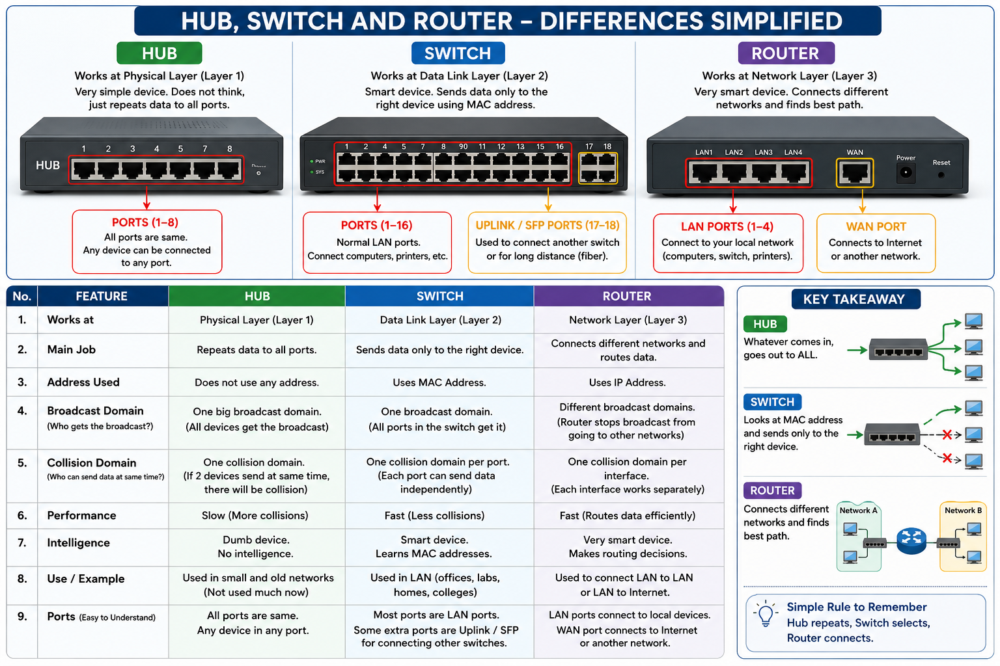 HUB, SWITCH AND ROUTER – DIFFERENCES SIMPLIFIED
HUB
Works at Physical Layer (Layer 1)
Very simple device. Does not think,
just repeats data to all ports.
1 2 3 4 5 7 8
HUB
PORTS (1–8)
All ports are same.
Any device can be connected
to any port.
SWITCH
Works at Data Link Layer (Layer 2)
Smart device. Sends data only to the
right device using MAC address.
1 2 4 5 7 8 90 11 12 13 15 16 17 18
PWR
SYS
PORTS (1–16)
Normal LAN ports.
Connect computers, printers, etc.
UPLINK / SFP PORTS (17–18)
Used to connect another switch
or for long distance (fiber).
ROUTER
Works at Network Layer (Layer 3)
Very smart device. Connects different
networks and finds best path.
LAN1 LAN2 LAN3 LAN4 WAN Power Reset
LAN PORTS (1–4)
Connect to your local network
(computers, switch, printers).
WAN PORT
Connects to Internet
or another network.
No. FEATURE HUB SWITCH ROUTER
1. Works at Physical Layer (Layer 1) Data Link Layer (Layer 2) Network Layer (Layer 3)
2. Main Job Repeats data to all ports. Sends data only to the right device. Connects different networks and
routes data.
3. Address Used Does not use any address. Uses MAC Address. Uses IP Address.
4. Broadcast Domain One big broadcast domain. One broadcast domain. Different broadcast domains.
(Who gets the broadcast?) (All devices get the broadcast) (All ports in the switch get it) (Router stops broadcast from
going to other networks)
5. Collision Domain One collision domain. One collision domain per port. One collision domain per
(Who can send data at same time?) (If 2 devices send at same time, (Each port can send data interface.
there will be collision) independently) (Each interface works separately)
6. Performance Slow (More collisions) Fast (Less collisions) Fast (Routes data efficiently)
7. Intelligence Dumb device. Smart device. Very smart device.
No intelligence. Learns MAC addresses. Makes routing decisions.
8. Use / Example Used in small and old networks Used in LAN (offices, labs, Used to connect LAN to LAN
(Not used much now) homes, colleges) or LAN to Internet.
9. Ports (Easy to Understand) All ports are same. Most ports are LAN ports. LAN ports connect to local devices.
Any device in any port. Some extra ports are Uplink / SFP WAN port connects to Internet
for connecting other switches. or another network.
KEY TAKEAWAY
HUB
Whatever comes in,
goes out to ALL.
SWITCH
Looks at MAC address
and sends only to the
right device.
ROUTER
Connects different
networks and finds
best path.
Network A
Network B
Simple Rule to Remember
Hub repeats, Switch selects,
Router connects.